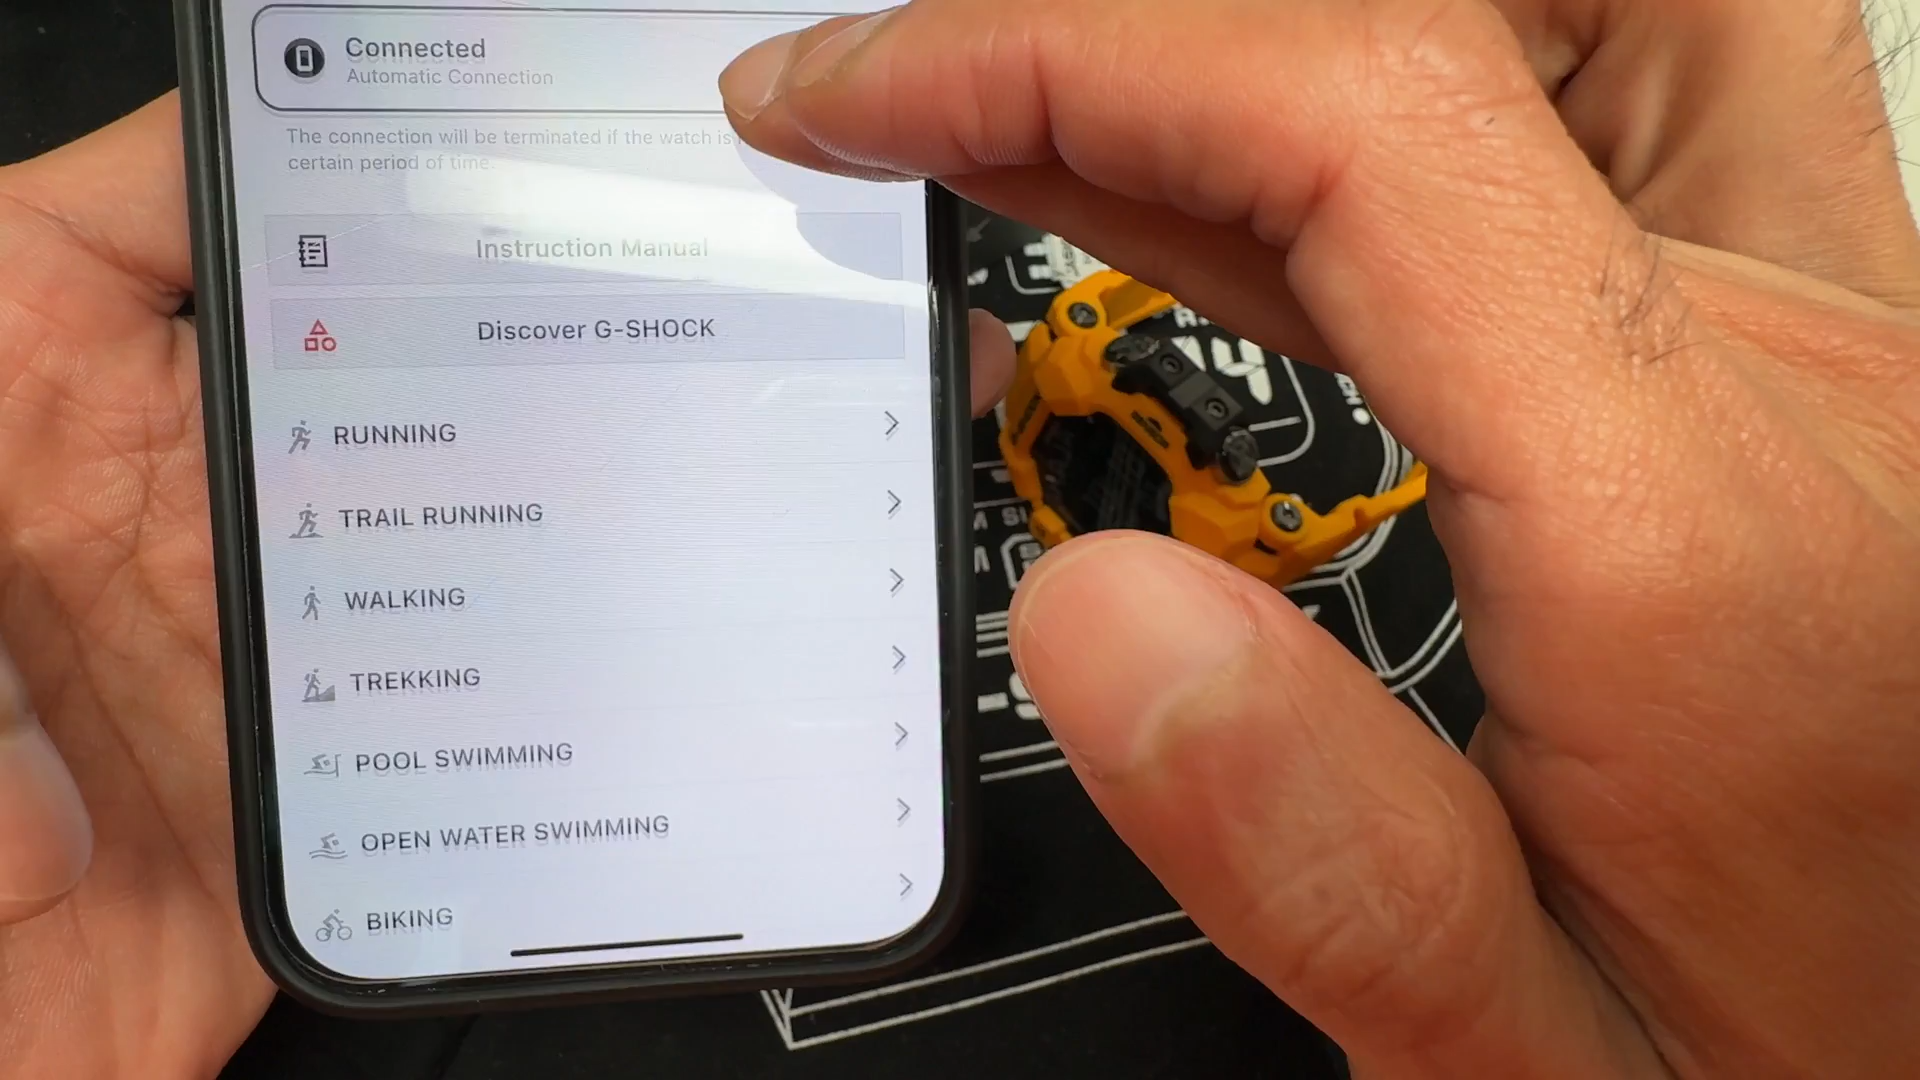 Connected
Automatic Connection
The connection will be terminated if the watch is
certain period of time.
Instruction Manual
Discover G-SHOCK
RUNNING
TRAIL RUNNING
WALKING
TREKKING
POOL SWIMMING
OPEN WATER SWIMMING
BIKING